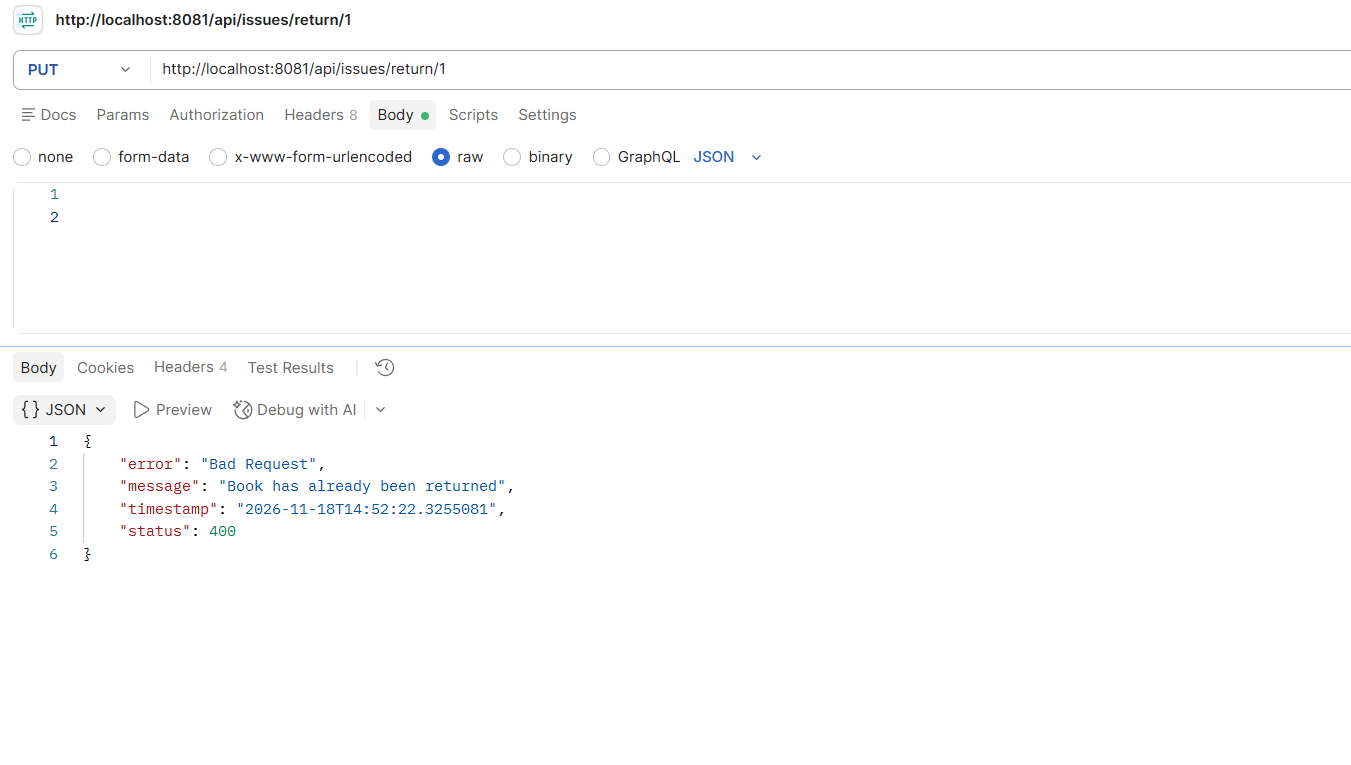 HTTP http://localhost:8081/api/issues/return/1
PUT http://localhost:8081/api/issues/return/1
Docs Params Authorization Headers 8 Body Scripts Settings
none form-data x-www-form-urlencoded raw binary GraphQL JSON
1
2
Body Cookies Headers 4 Test Results
{} JSON Preview Debug with AI
1 {
2 "error": "Bad Request",
3 "message": "Book has already been returned",
4 "timestamp": "2026-11-18T14:52:22.3255081",
5 "status": 400
6 }